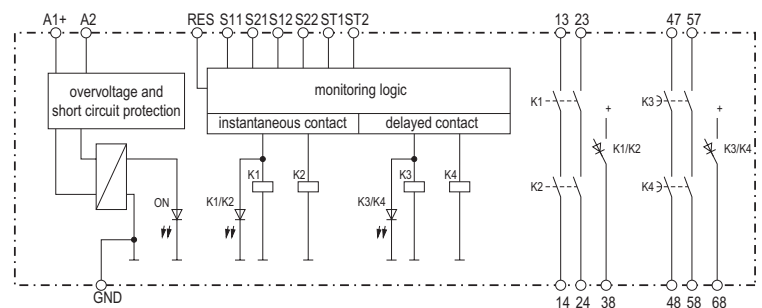 A1+ A2 RES S11 S21 S12 S22 ST1 ST2 13 23 47 57
overvoltage and
short circuit protection
monitoring logic
instantaneous contact delayed contact
K1 K3
+ +
K1/K2 K3/K4
K1 K2 K3 K4
K2 K4
ON K1/K2 K3/K4
GND
14 24 38 48 58 68